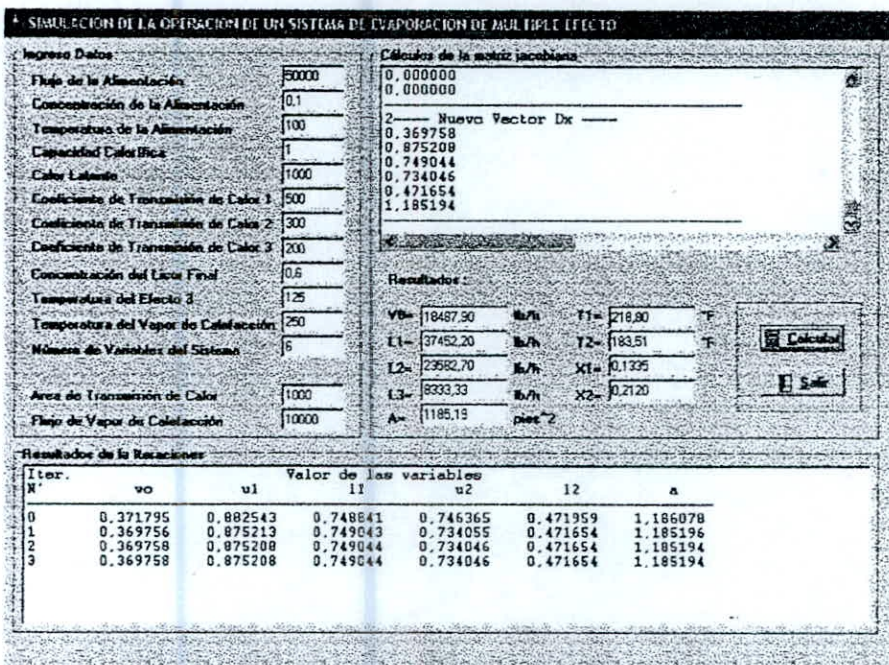 SIMULACION DE LA OPERACION DE UN SISTEMA DE EVAPORACION DE MULTIPLE EFECTO
Ingreso Datos
Flujo de la Alimentación 50000
Concentración de la Alimentación 0,1
Temperatura de la Alimentación 100
Capacidad Calorífica 1
Calor Latente 1000
Coeficiente de Transmisión de Calor 1 500
Coeficiente de Transmisión de Calor 2 300
Coeficiente de Transmisión de Calor 3 200
Concentración del Licor Final 0,6
Temperatura del Efecto 3 125
Temperatura del Vapor de Calefacción 250
Número de Variables del Sistema 6
Area de Transmisión de Calor 1000
Flujo de Vapor de Calefacción 10000
Cálculos de la matriz jacobiana
0,000000
0,000000
2---- Nuevo Vector Dx ----
0,369758
0,875208
0,749044
0,734046
0,471654
1,185194
Resultados :
V0= 18487,90 lb/h T1= 218,80 °F
L1= 37452,20 lb/h T2= 183,51 °F
L2= 23582,70 lb/h X1= 0,1335
L3= 8333,33 lb/h X2= 0,2120
A= 1185,19 pies^2
Calcular
Salir
Resultados de la Iteraciones
Iter. Valor de las variables
N° vo u1 l1 u2 l2 a
0 0,371795 0,882543 0,748841 0,746365 0,471959 1,186078
1 0,369756 0,875213 0,749043 0,734055 0,471654 1,185196
2 0,369758 0,875208 0,749044 0,734046 0,471654 1,185194
3 0,369758 0,875208 0,749044 0,734046 0,471654 1,185194